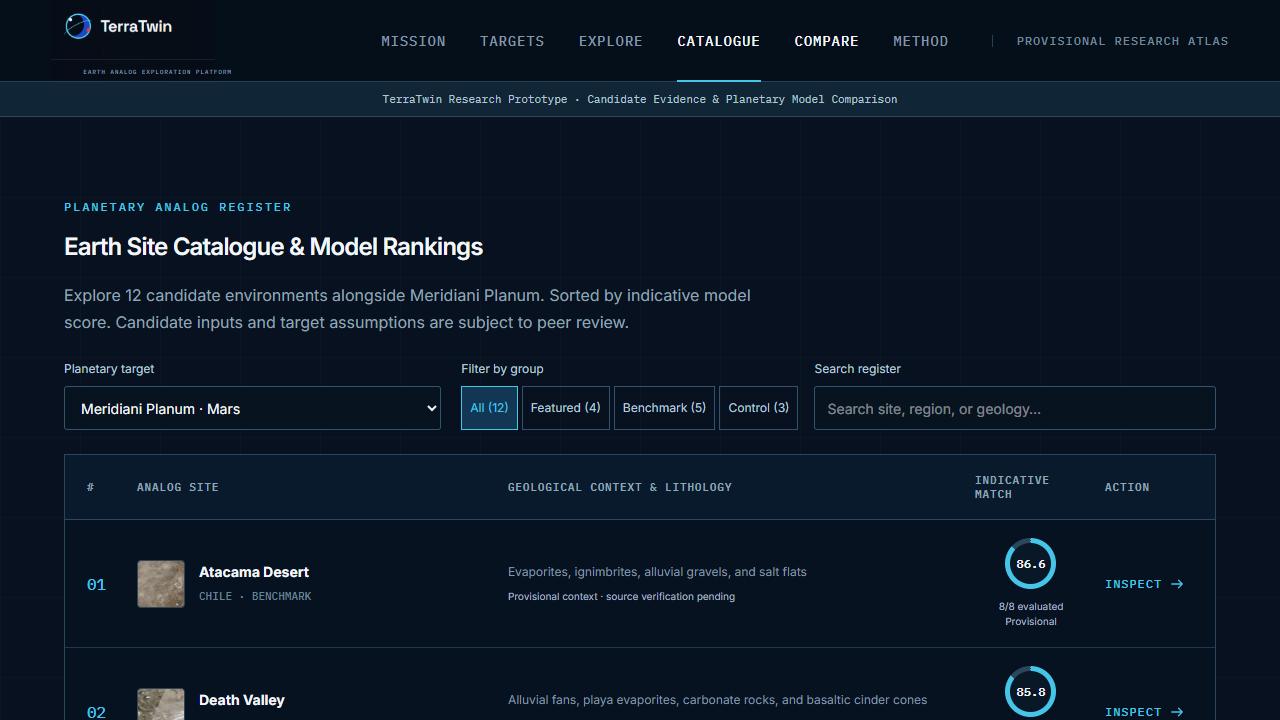 TerraTwin
EARTH ANALOG EXPLORATION PLATFORM
MISSION
TARGETS
EXPLORE
CATALOGUE
COMPARE
METHOD
PROVISIONAL RESEARCH ATLAS
TerraTwin Research Prototype · Candidate Evidence & Planetary Model Comparison
PLANETARY ANALOG REGISTER
Earth Site Catalogue & Model Rankings
Explore 12 candidate environments alongside Meridiani Planum. Sorted by indicative model
score. Candidate inputs and target assumptions are subject to peer review.
Planetary target
Filter by group
Search register
Meridiani Planum · Mars
All (12)
Featured (4)
Benchmark (5)
Control (3)
Search site, region, or geology...
#
ANALOG SITE
GEOLOGICAL CONTEXT & LITHOLOGY
INDICATIVE
MATCH
ACTION
01
Atacama Desert
CHILE · BENCHMARK
Evaporites, ignimbrites, alluvial gravels, and salt flats
Provisional context · source verification pending
86.6
8/8 evaluated
Provisional
INSPECT →
02
Death Valley
Alluvial fans, playa evaporites, carbonate rocks, and basaltic cinder cones
85.8
INSPECT →